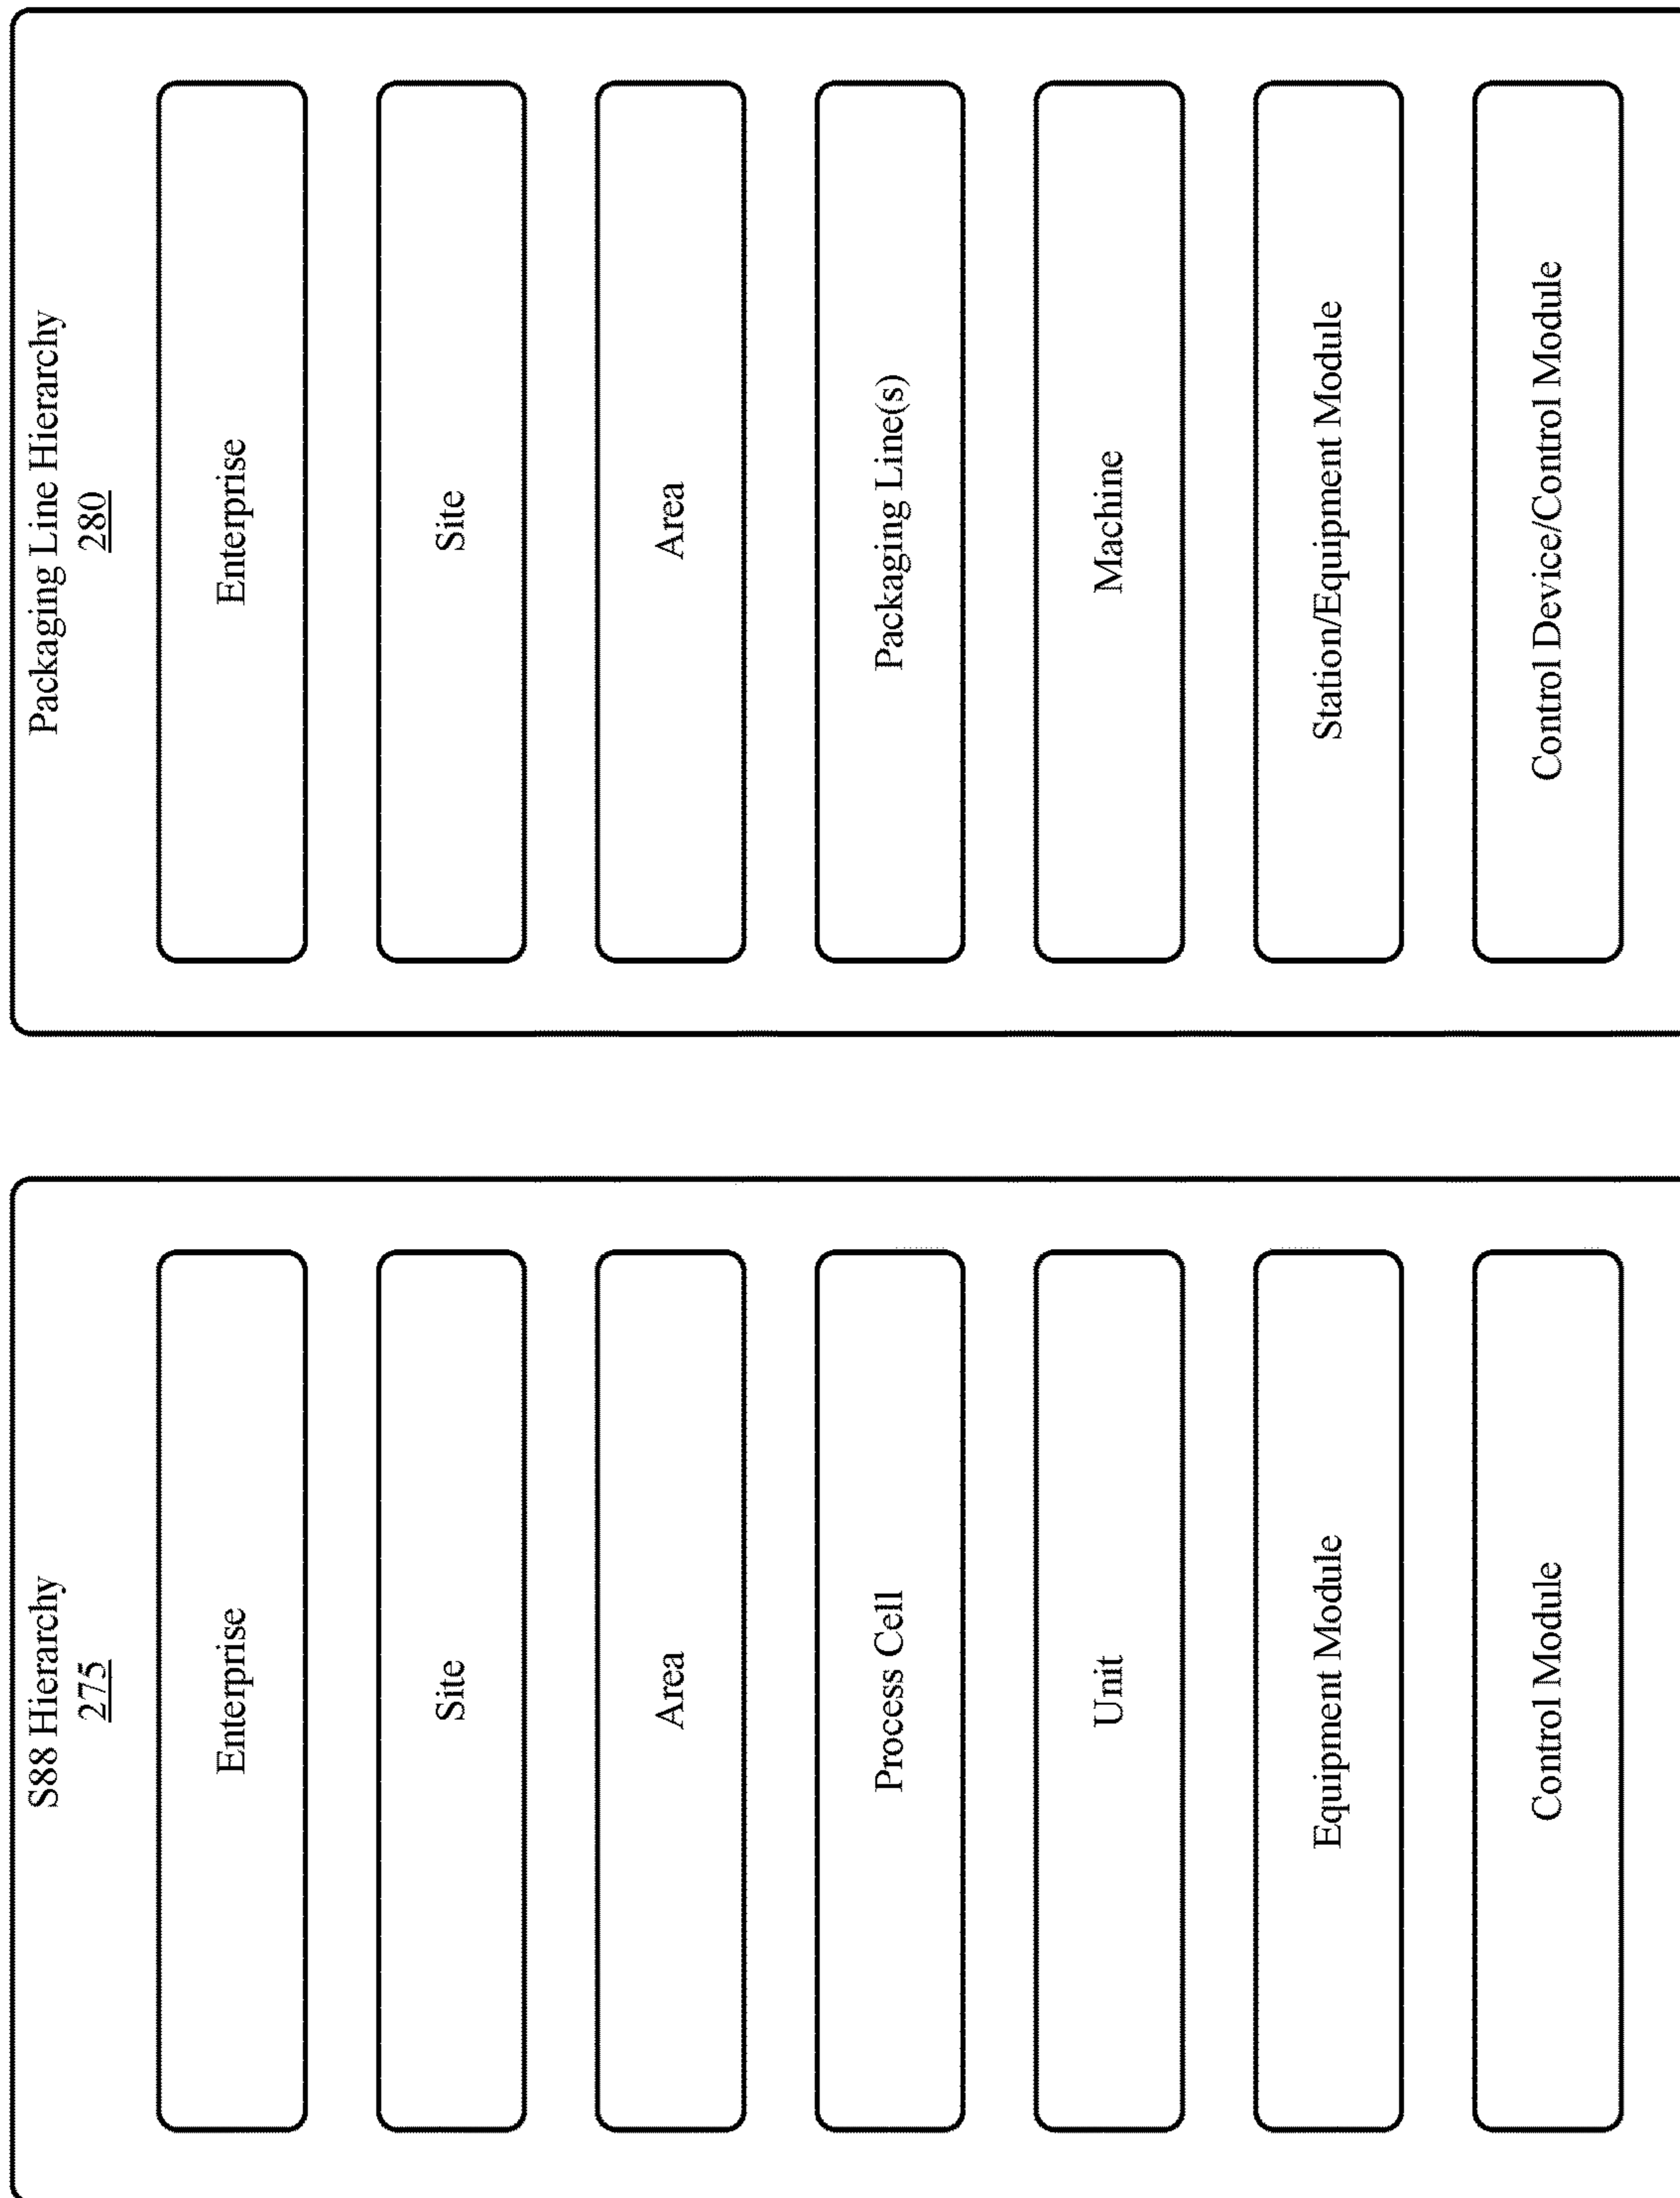 S88 Hierarchy
275
Enterprise
Site
Area
Process Cell
Unit
Equipment Module
Control Module
Packaging Line Hierarchy
280
Enterprise
Site
Area
Packaging Line(s)
Machine
Station/Equipment Module
Control Device/Control Module